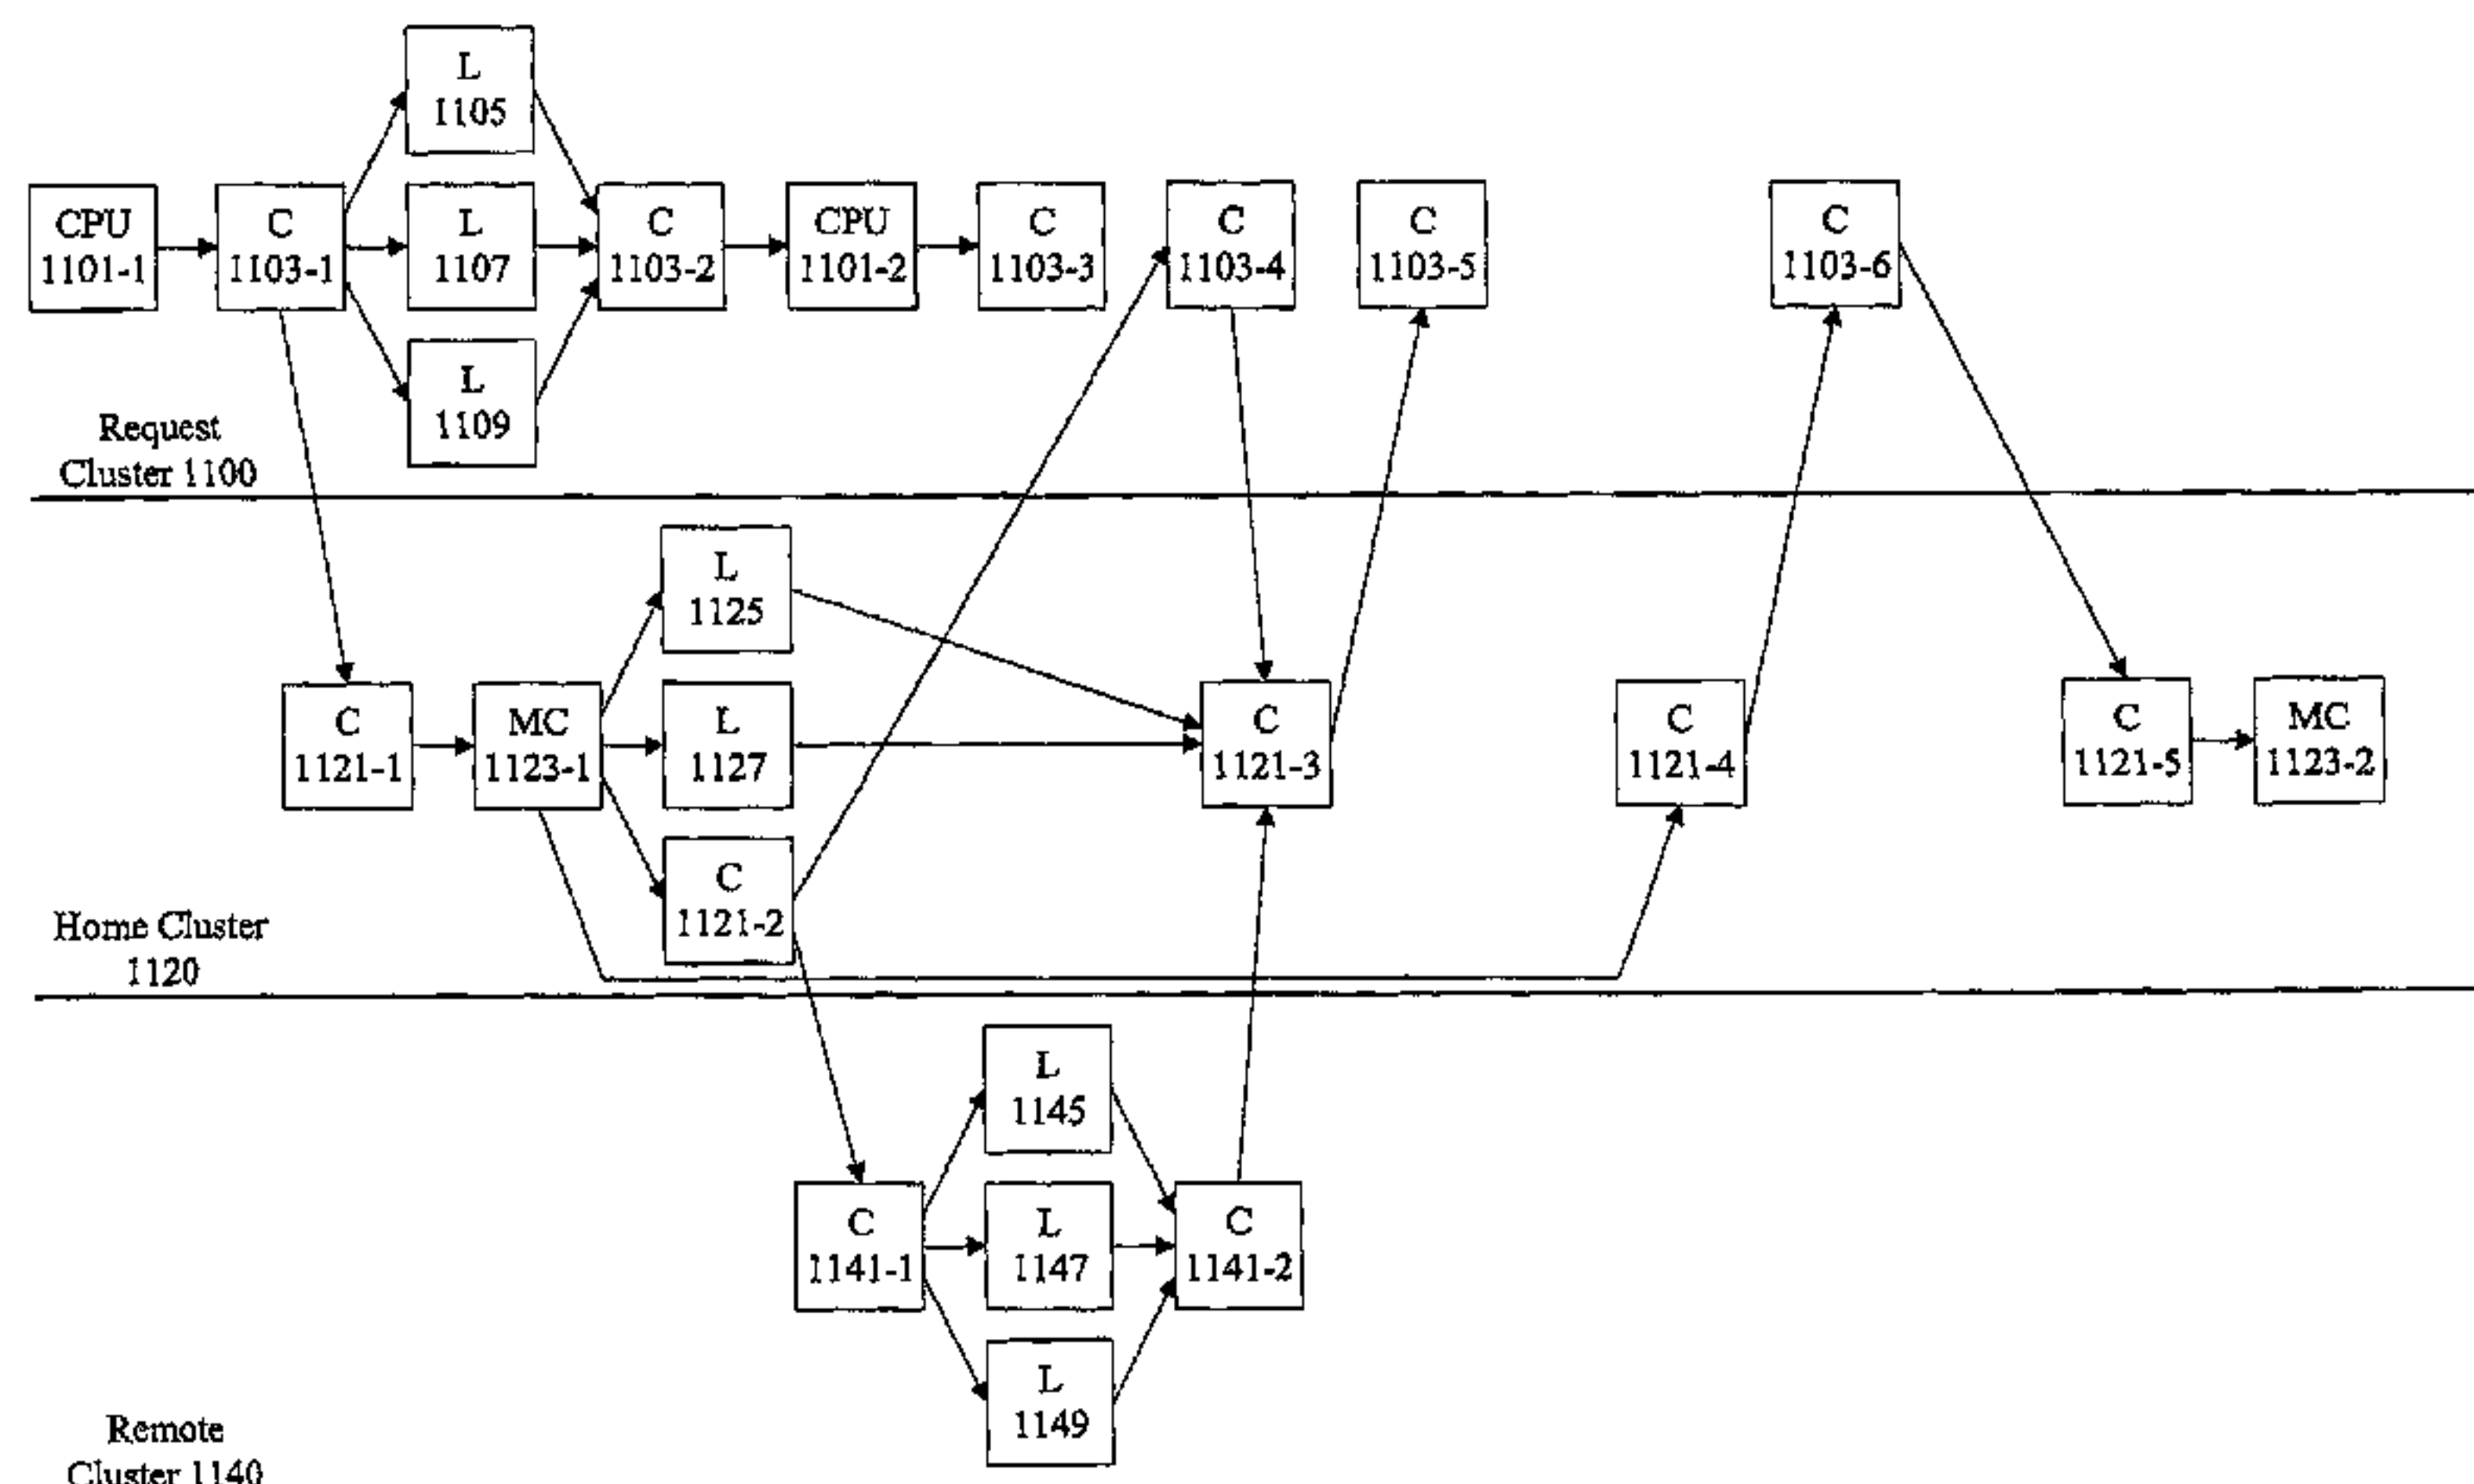 L
1105
CPU
1101-1
C
1103-1
L
1107
C
1103-2
CPU
1101-2
C
1103-3
C
1103-4
C
1103-5
C
1103-6
L
1109
Request
Cluster 1100
L
1125
C
1121-1
MC
1123-1
L
1127
C
1121-3
C
1121-4
C
1121-5
MC
1123-2
C
1121-2
Home Cluster
1120
L
1145
C
1141-1
L
1147
C
1141-2
L
1149
Remote
Cluster 1140